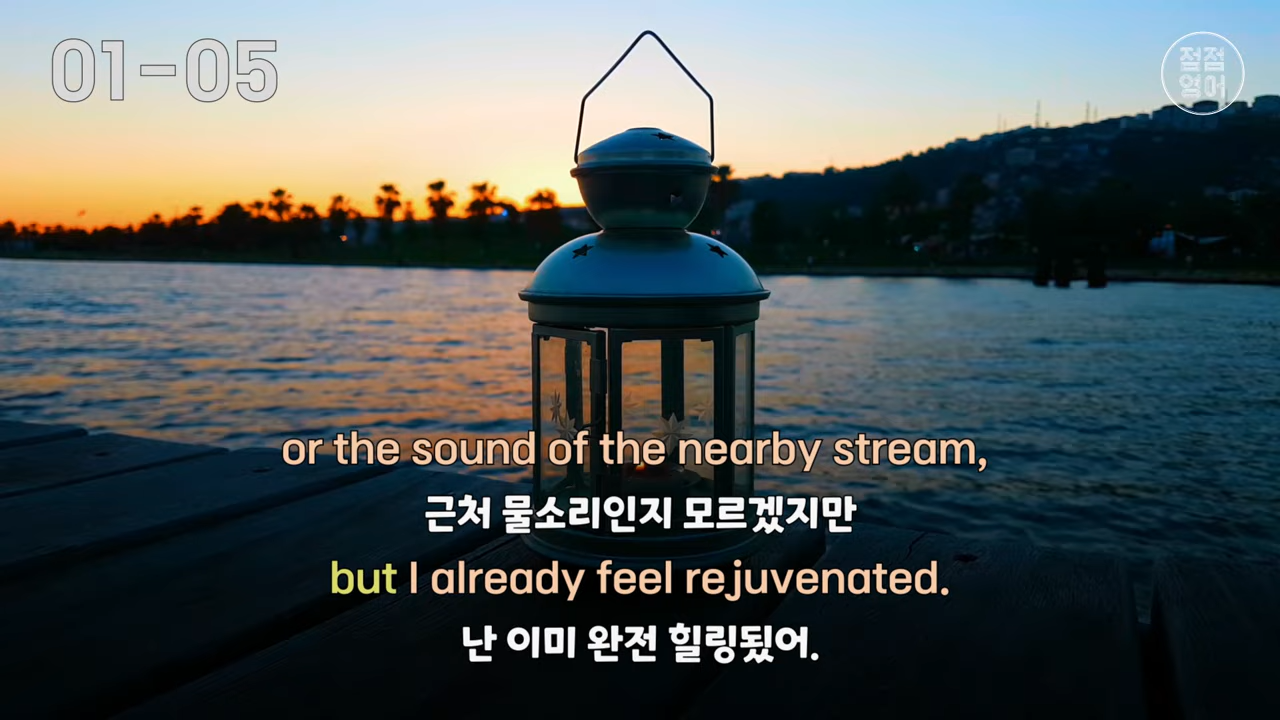 01-05
점점
영어
or the sound of the nearby stream,
근처 물소리인지 모르겠지만
but I already feel rejuvenated.
난 이미 완전 힐링됐어.